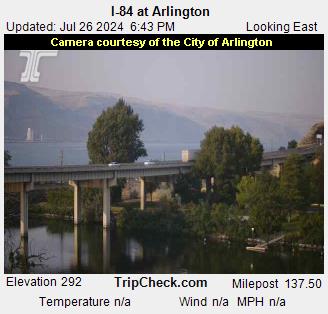 I-84 at Arlington
Updated: Jul 26 2024 6:43 PM Looking East
Camera courtesy of the City of Arlington
Elevation 292 TripCheck.com Milepost 137.50
Temperature n/a Wind n/a MPH n/a